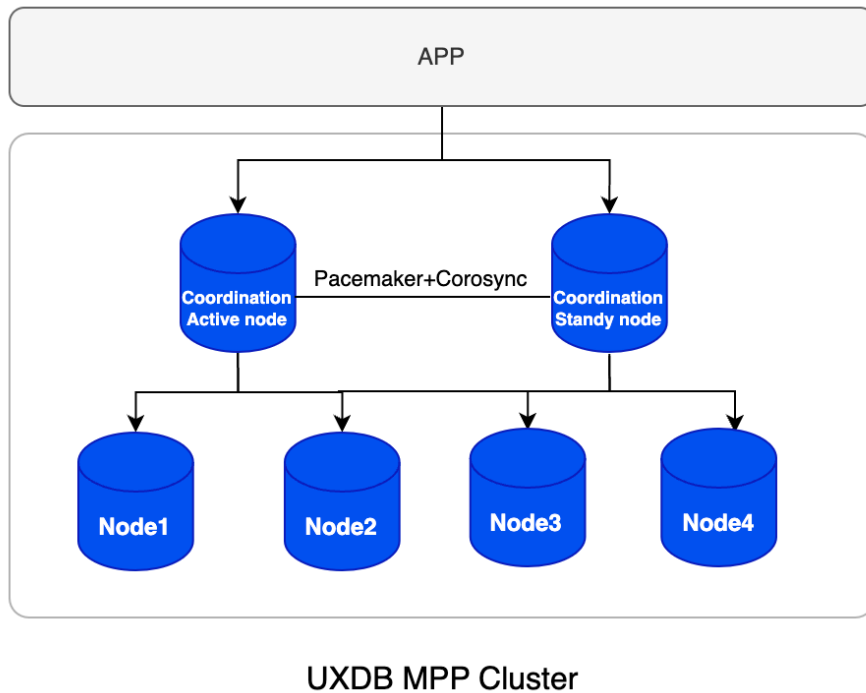 APP
Pacemaker+Corosync
Coordination
Active node
Coordination
Standy node
Node1
Node2
Node3
Node4
UXDB MPP Cluster